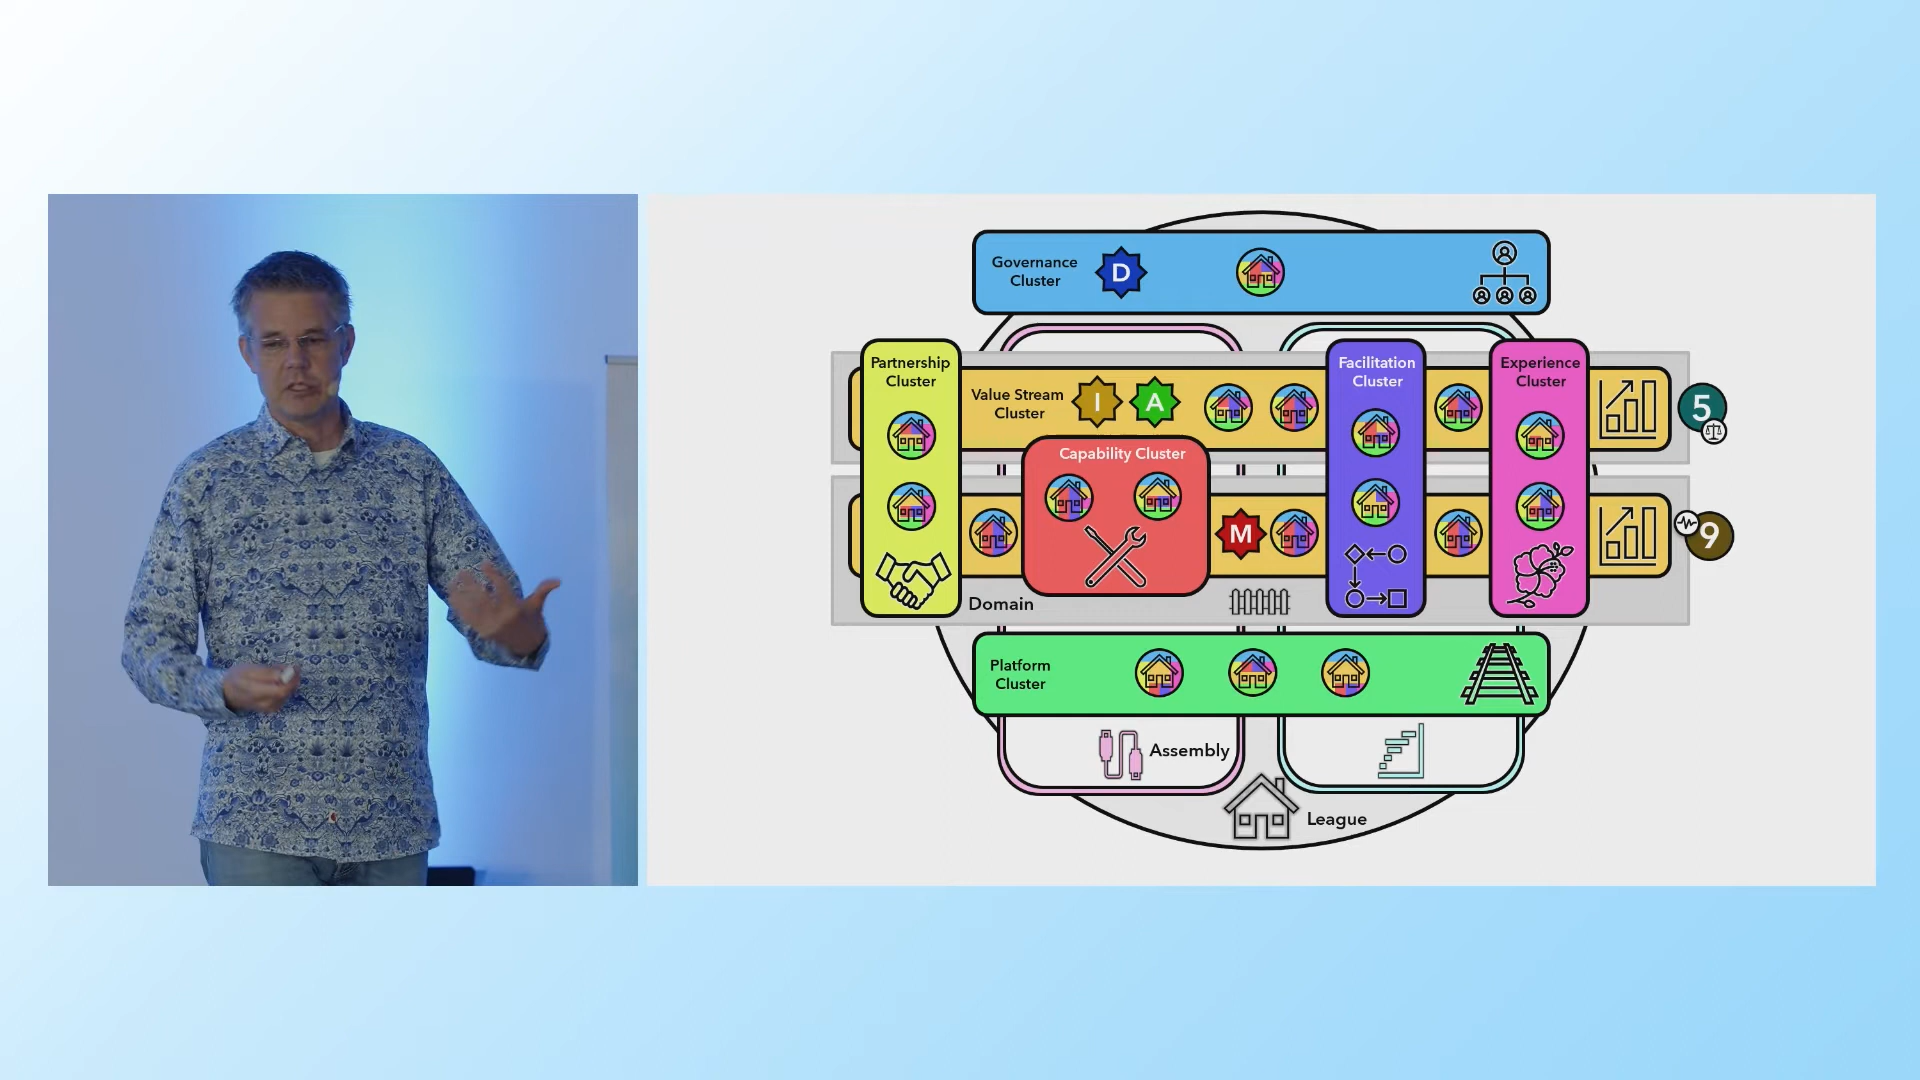 Governance
Cluster
D
Partnership
Cluster
Value Stream
Cluster
I
A
Facilitation
Cluster
Experience
Cluster
5
Capability Cluster
M
9
Domain
Platform
Cluster
Assembly
League